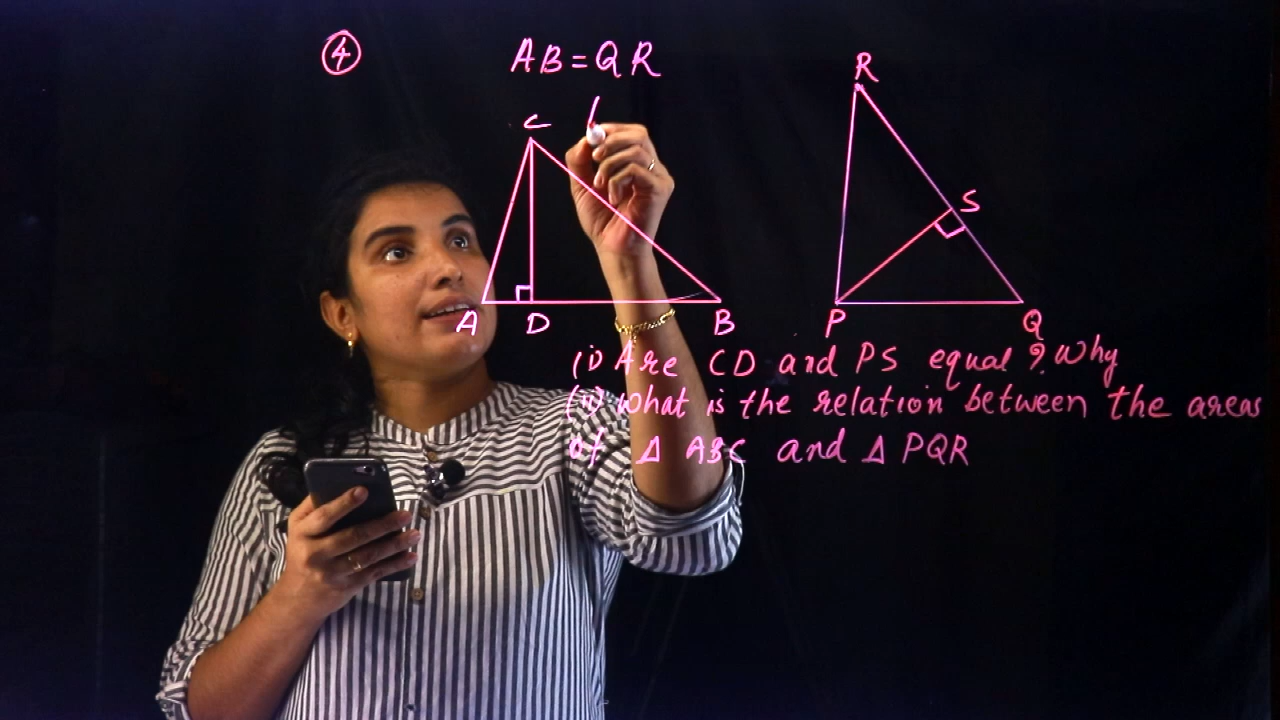 4
AB = QR
C
R
S
A D B
P Q
(i) Are CD and PS equal ? Why
(ii) What is the relation between the areas
of Δ ABC and Δ PQR